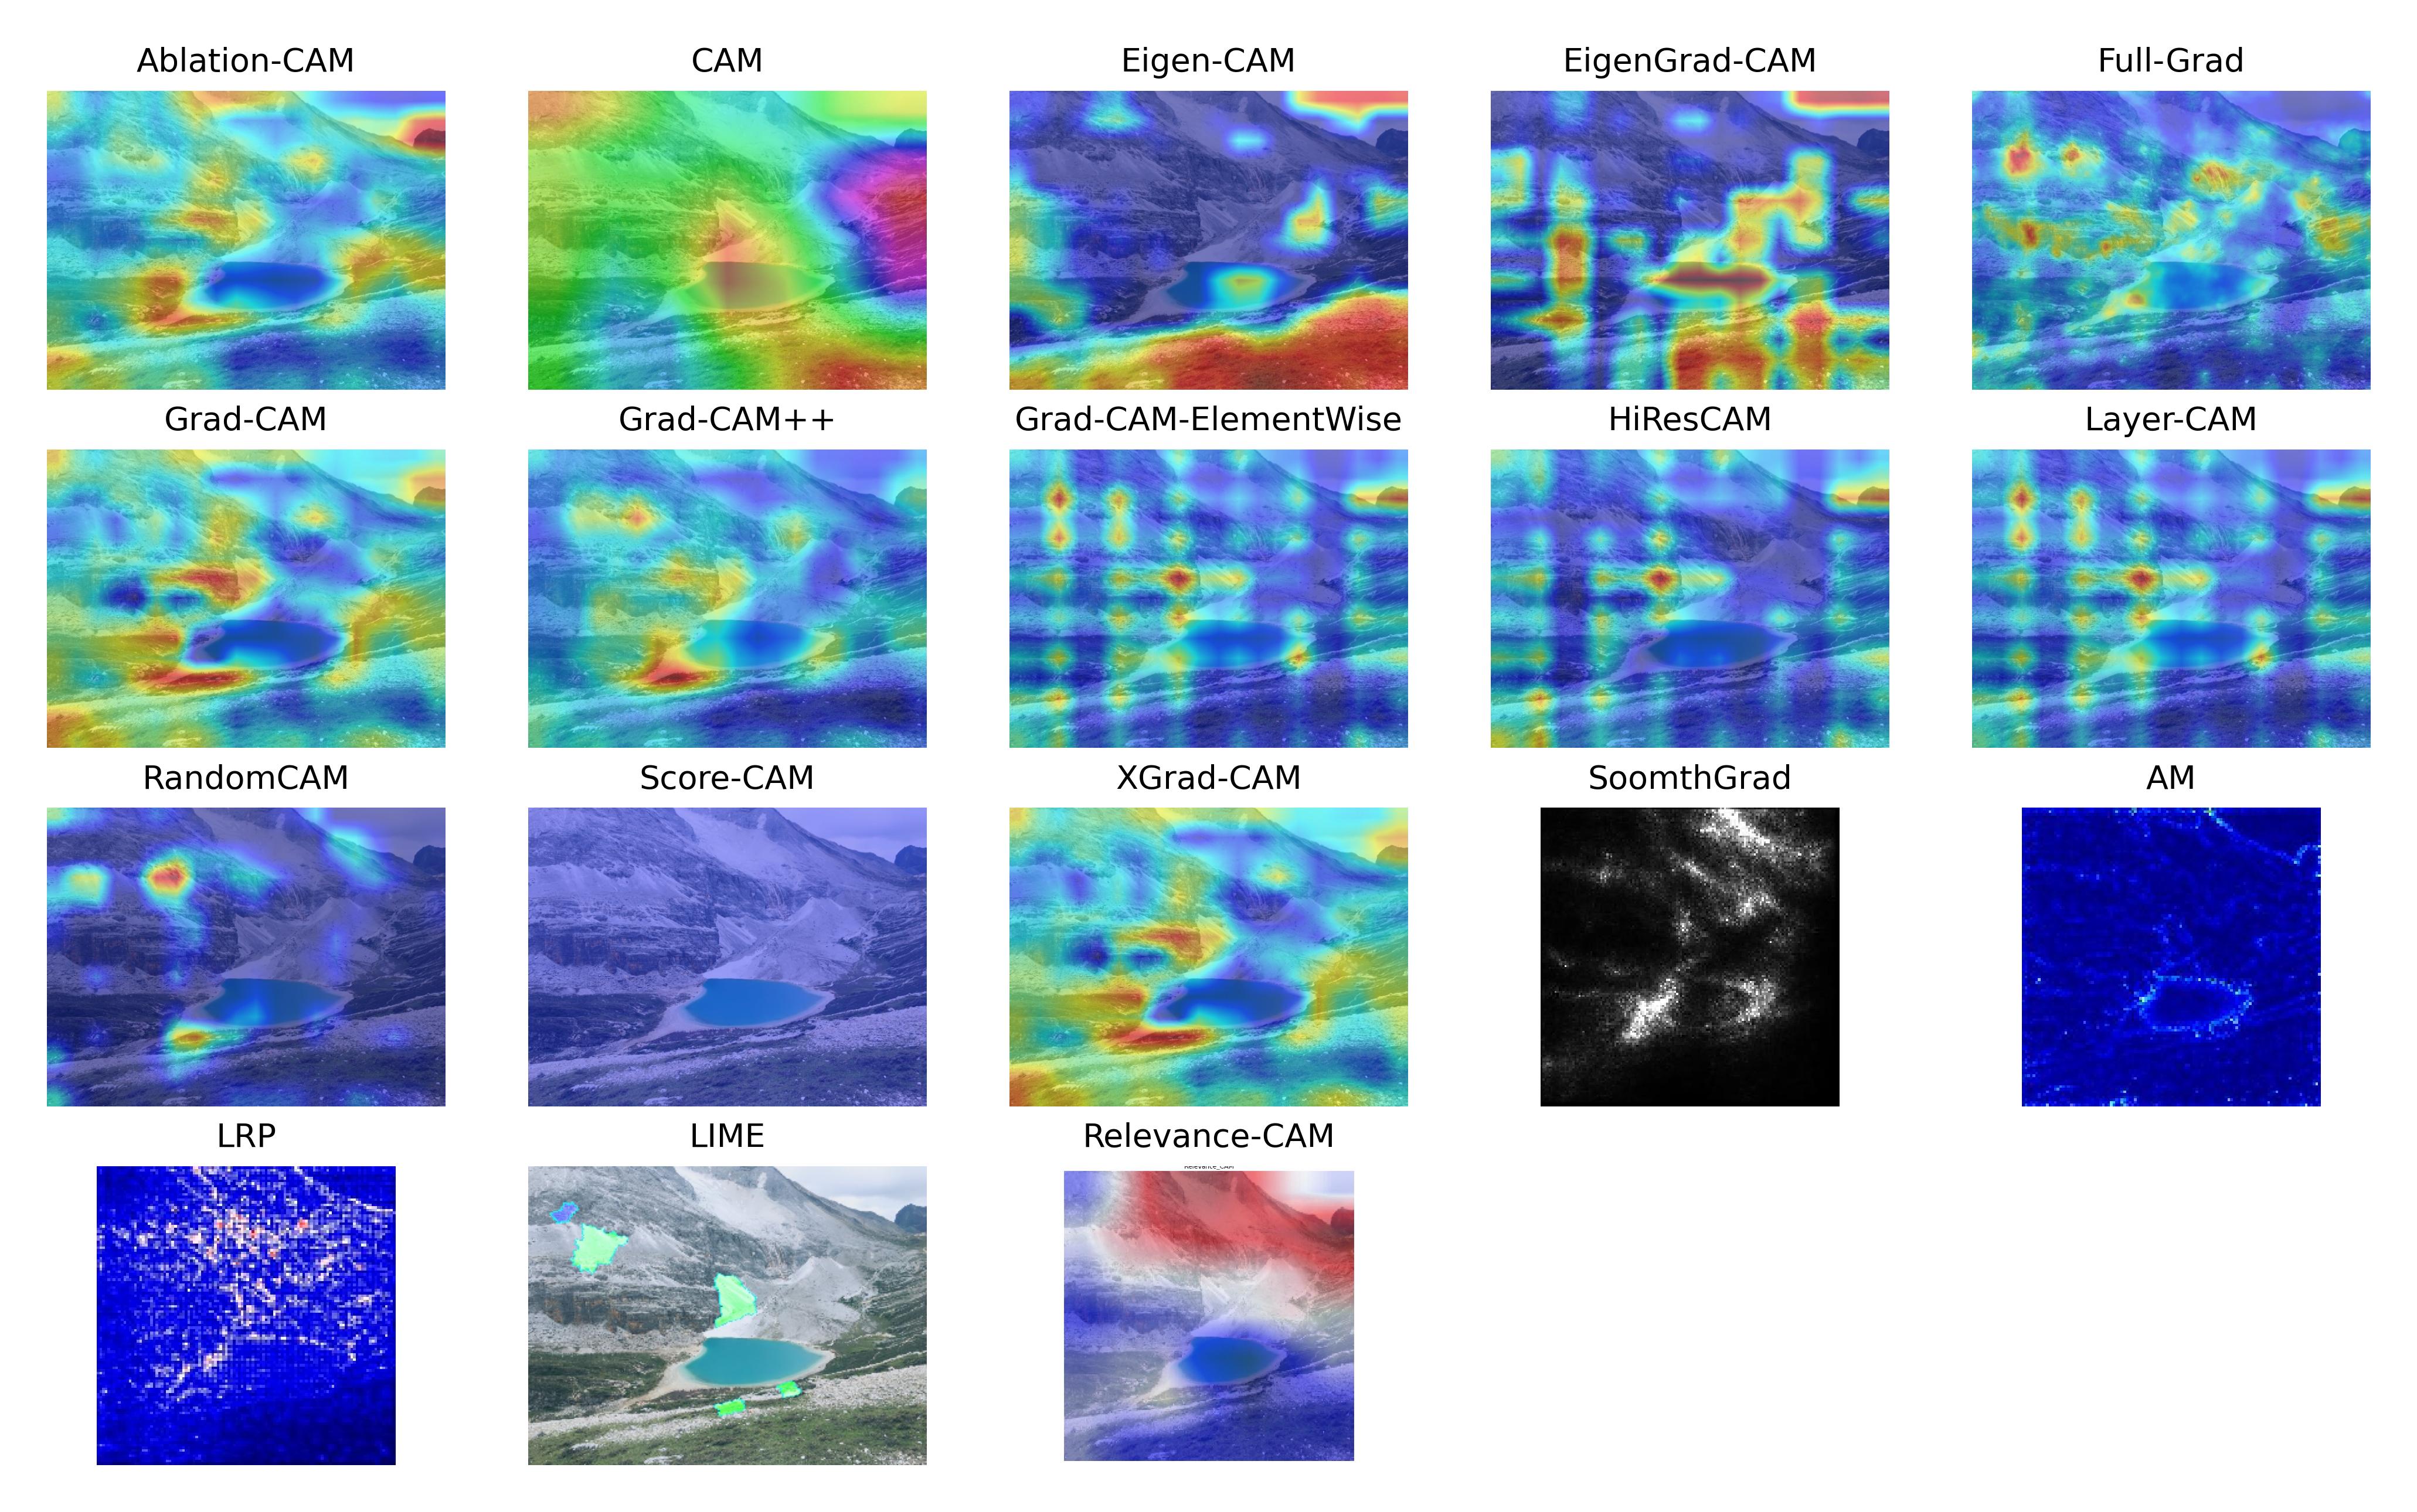 Ablation-CAM
CAM
Eigen-CAM
EigenGrad-CAM
Full-Grad
Grad-CAM
Grad-CAM++
Grad-CAM-ElementWise
HiResCAM
Layer-CAM
RandomCAM
Score-CAM
XGrad-CAM
SoomthGrad
AM
LRP
LIME
Relevance-CAM
Relevance_CAM